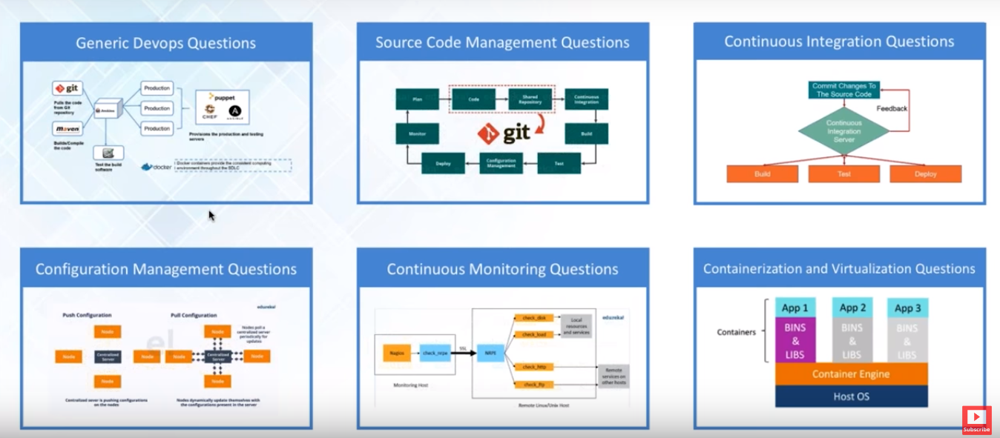 Generic Devops Questions
git
Pulls the code
from Git
repository
maven
Builds/Compile
the code
Production
Production
Production
puppet
CHEF
ANSIBLE
Provisions the production and testing
servers
Test the build
software
docker
Docker containers provide the consistent computing
environment throughout the SDLC
Source Code Management Questions
Plan
Code
Shared
Repository
Continuous
Integration
Monitor
git
Build
Deploy
Configuration
Management
Test
Continuous Integration Questions
Commit Changes To
The Source Code
Feedback
Continuous
Integration
Server
Build
Test
Deploy
Configuration Management Questions
edureka!
Push Configuration
Node
Node
Centralized
Server
Node
Node
Centralized server is pushing configurations
on the nodes
Pull Configuration
Node
Nodes poll a
centralized server
periodically for
updates
Node
Centralized
Server
Node
Node
Nodes dynamically update themselves with
the configurations present in the server
Continuous Monitoring Questions
edureka!
Nagios
check_nrpe
SSL
NRPE
check_disk
check_load
Local
resources
and services
check_http
check_ftp
Remote
services on
other hosts
Monitoring Host
Remote Linux/Unix Host
Containerization and Virtualization Questions
Containers
App 1
App 2
App 3
BINS
&
LIBS
BINS
&
LIBS
BINS
&
LIBS
Container Engine
Host OS
Subscribe